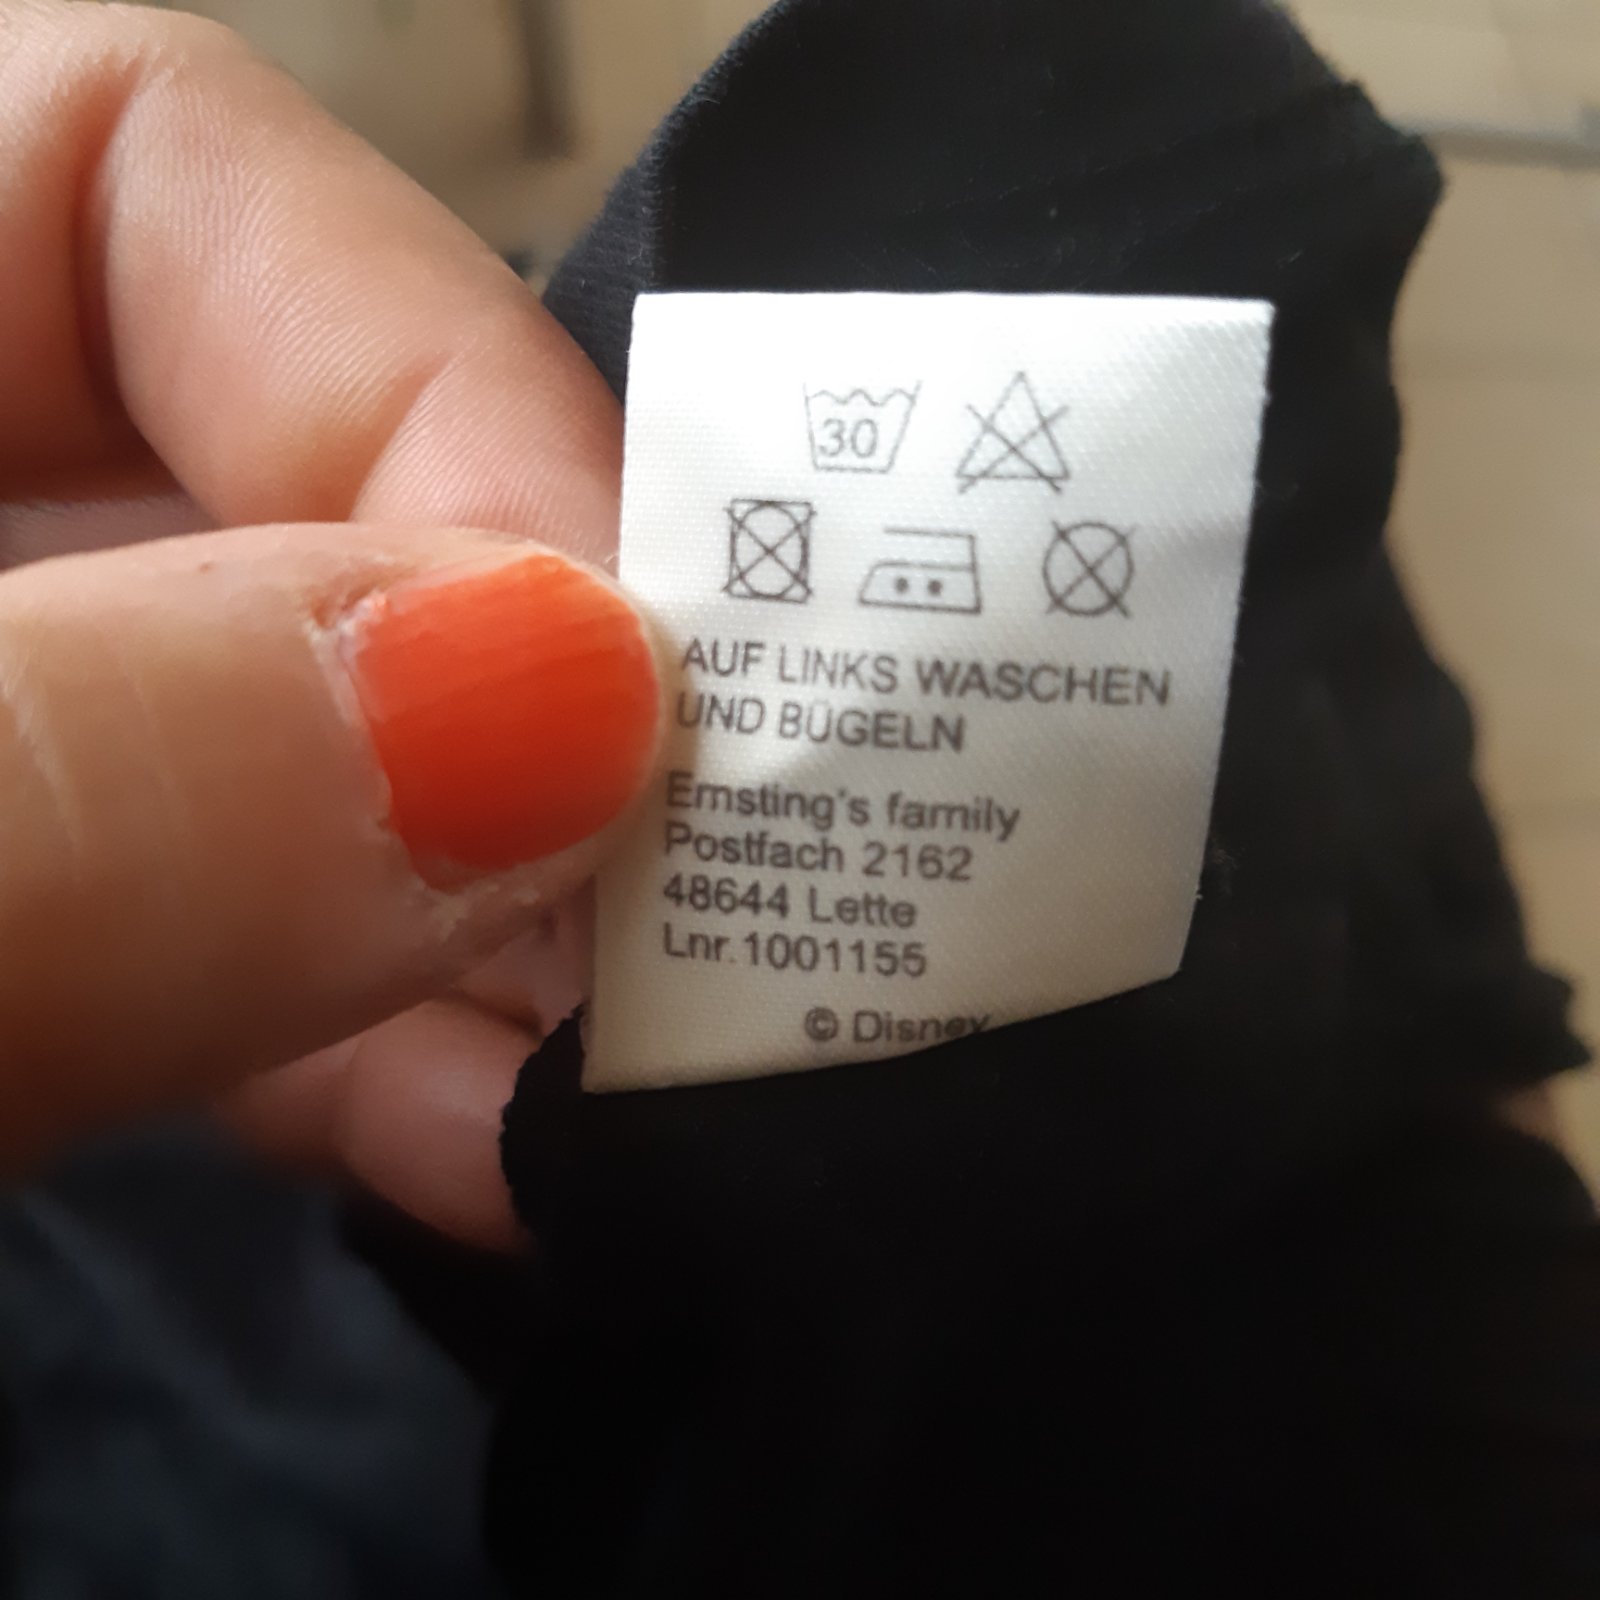 30
AUF LINKS WASCHEN
UND BÜGELN
Ernsting's family
Postfach 2162
48644 Lette
Lnr.1001155
© Disney